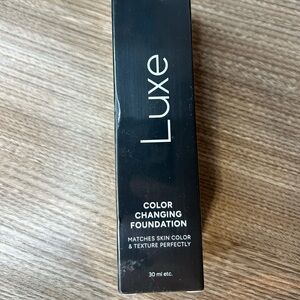 Luxe
COLOR
CHANGING
FOUNDATION
MATCHES SKIN COLOR
& TEXTURE PERFECTLY
30 ml etc.